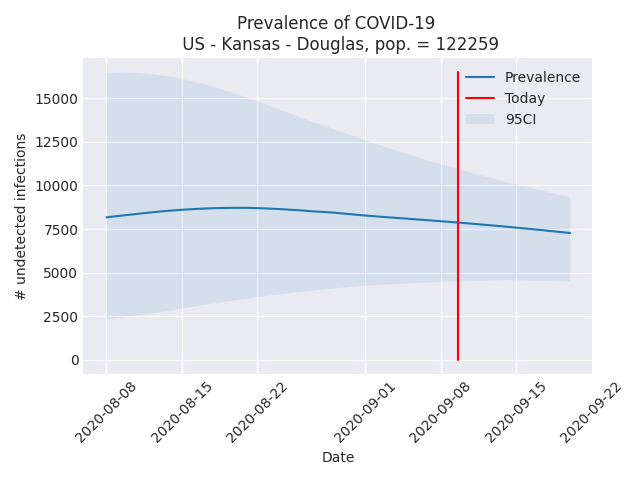 Prevalence of COVID-19
US - Kansas - Douglas, pop. = 122259
Prevalence
Today
95CI
15000
12500
10000
7500
5000
2500
0
# undetected infections
2020-08-08
2020-08-15
2020-08-22
2020-09-01
2020-09-08
2020-09-15
2020-09-22
Date